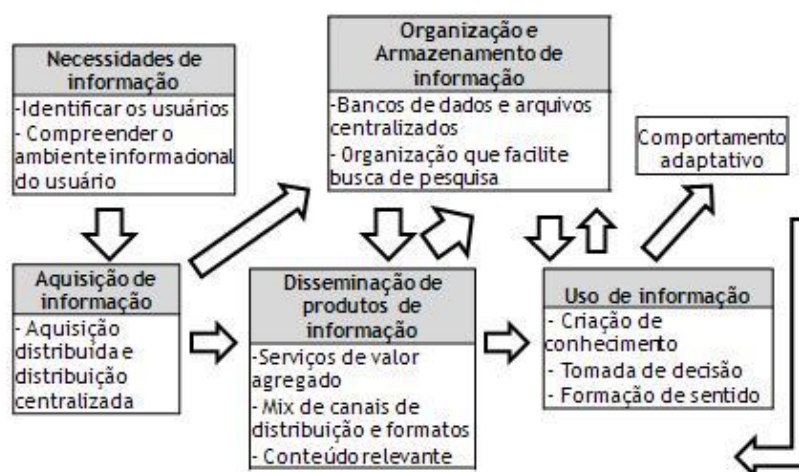 Necessidades de
informação
-Identificar os usuários
- Compreender o
ambiente informacional
do usuário
Organização e
Armazenamento de
informação
-Bancos de dados e arquivos
centralizados
- Organização que facilite
busca de pesquisa
Comportamento
adaptativo
Aquisição de
informação
- Aquisição
distribuída e
distribuição
centralizada
Disseminação de
produtos de
informação
-Serviços de valor
agregado
- Mix de canais de
distribuição e formatos
- Conteúdo relevante
Uso de informação
- Criação de
conhecimento
- Tomada de decisão
- Formação de sentido